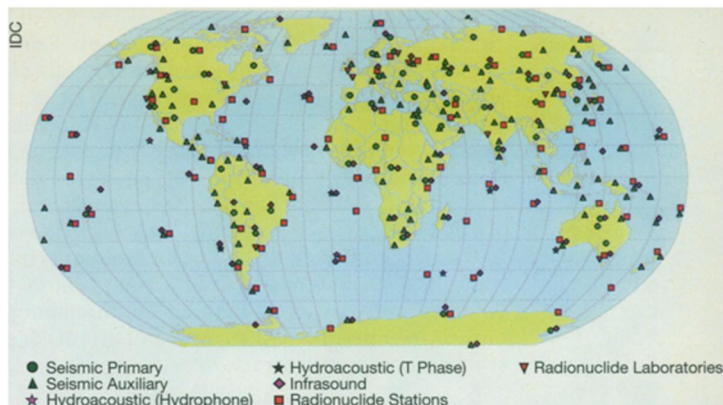 IDC
Seismic Primary
Seismic Auxiliary
Hydroacoustic (Hydrophone)
Hydroacoustic (T Phase)
Infrasound
Radionuclide Stations
Radionuclide Laboratories